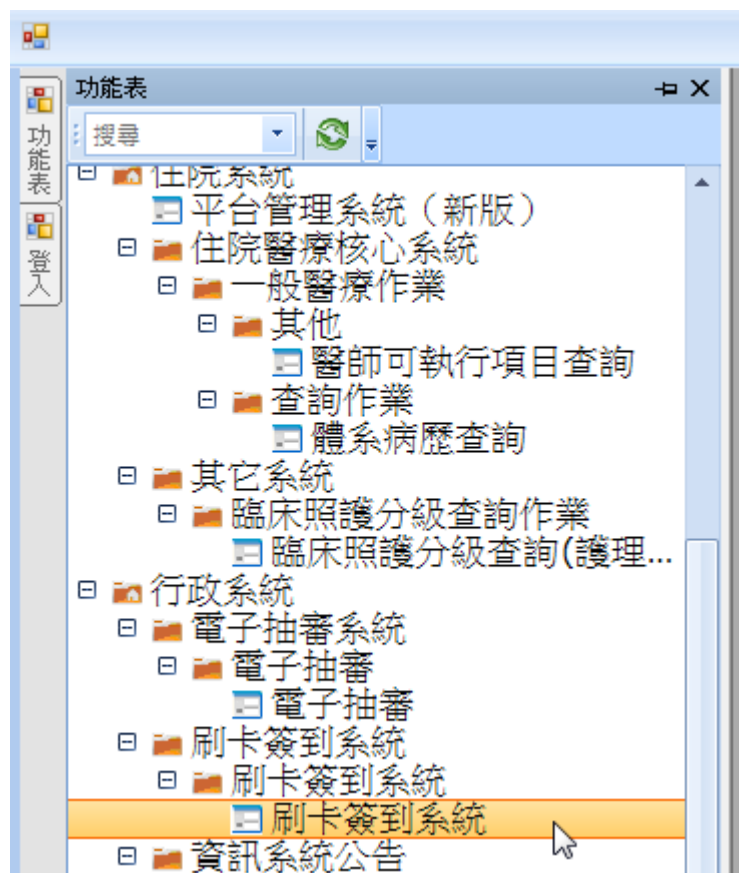 功能表
搜尋
功能表
登入
住院系統
平台管理系統（新版）
住院醫療核心系統
一般醫療作業
其他
醫師可執行項目查詢
查詢作業
體系病歷查詢
其它系統
臨床照護分級查詢作業
臨床照護分級查詢(護理...
行政系統
電子抽審系統
電子抽審
電子抽審
刷卡簽到系統
刷卡簽到系統
刷卡簽到系統
資訊系統公告